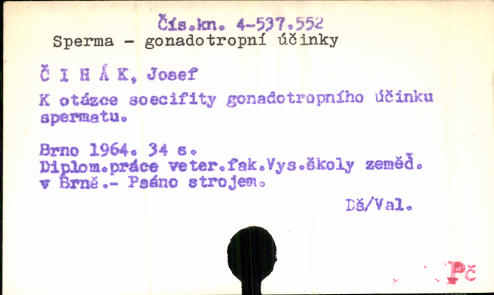 Čís.kn. 4-537.552
Sperma - gonadotropní účinky
Č I H Á K, Josef
K otázce soecifity gonadotropního účinku
spermatu.
Brno 1964. 34 s.
Diplom.práce veter.fak.Vys.školy zeměd.
v Brně.- Psáno strojem.
Dš/Val.
Pč